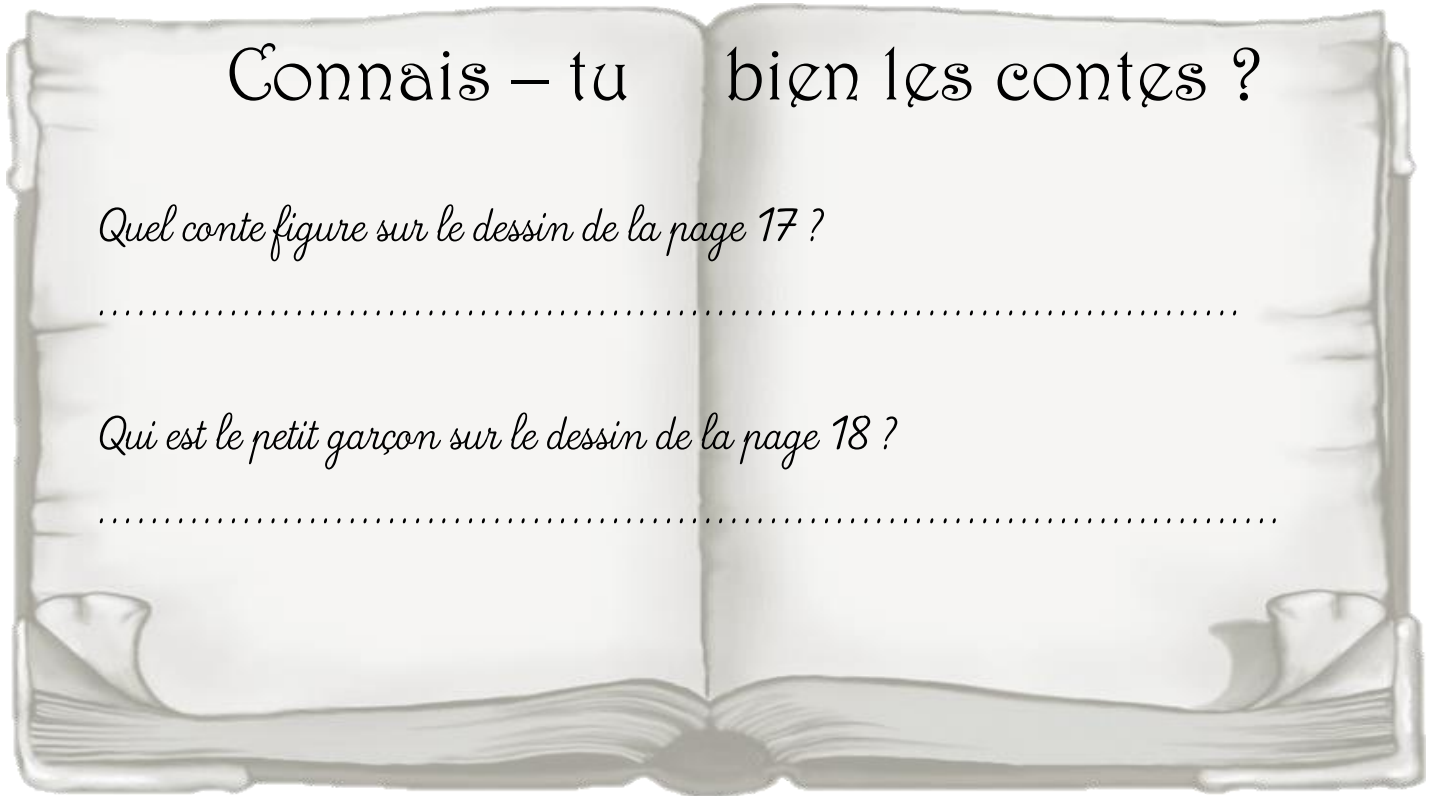 Connais – tu bien les contes ?
Quel conte figure sur le dessin de la page 17 ?
......................................................................................
Qui est le petit garçon sur le dessin de la page 18 ?
.........................................................................................